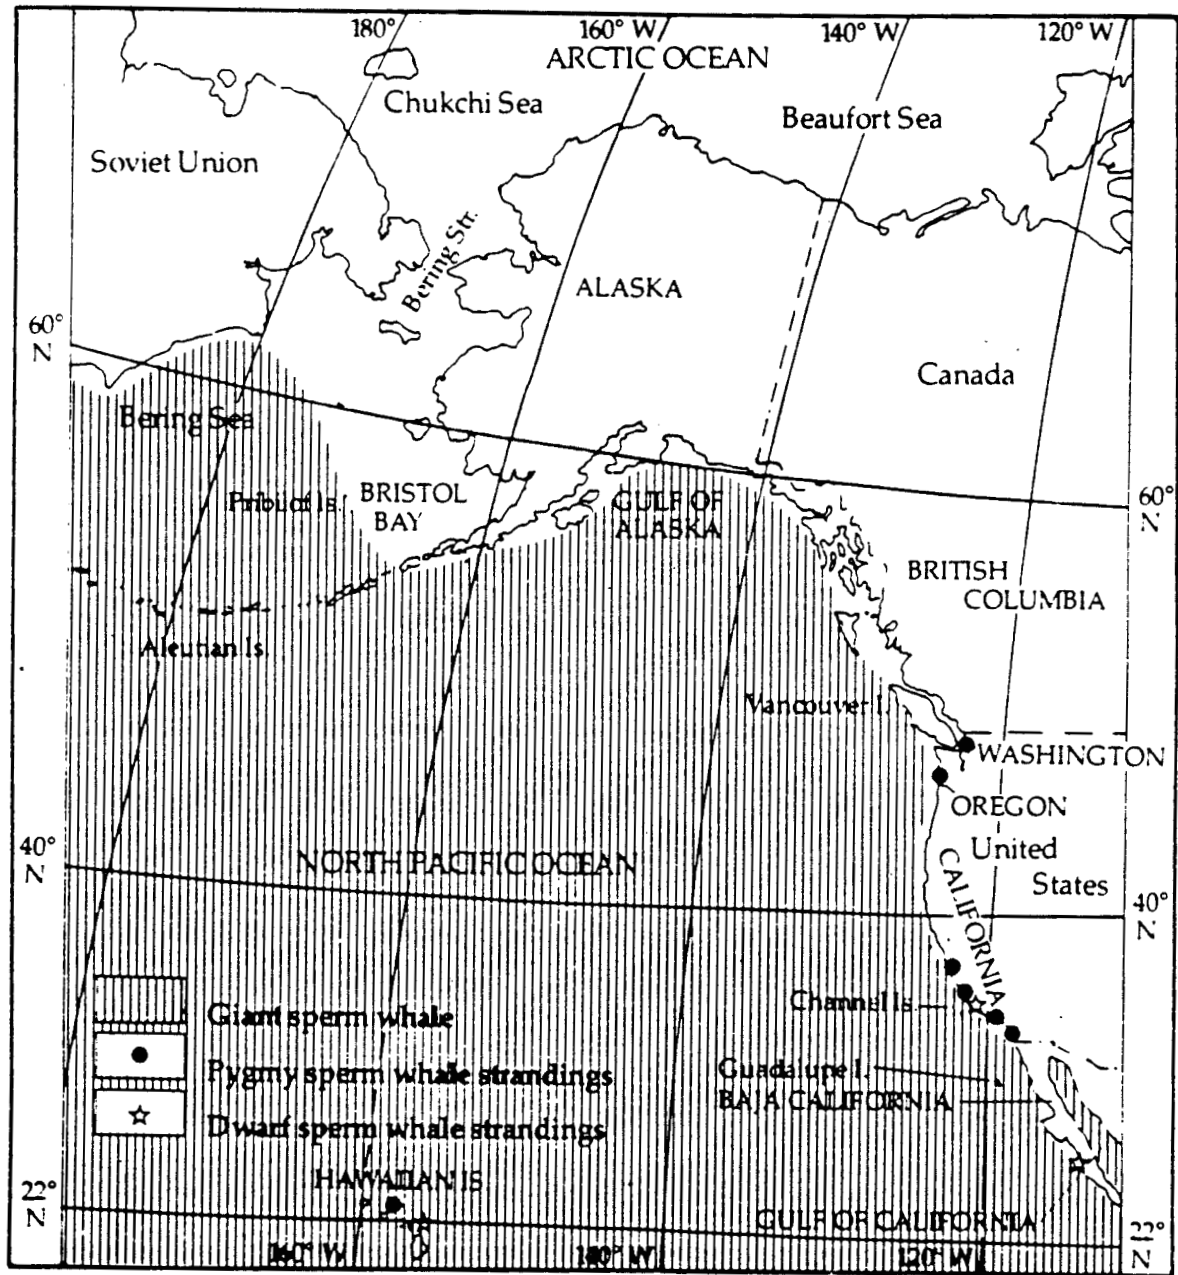 180°
160° W
140° W
120° W
ARCTIC OCEAN
Chukchi Sea
Beaufort Sea
Soviet Union
Bering Str.
ALASKA
60°
N
Canada
Bering Sea
Pribilof Is.
BRISTOL
BAY
GULF OF
ALASKA
60°
N
BRITISH
COLUMBIA
Aleutian Is.
Vancouver I.
WASHINGTON
OREGON
40°
N
NORTH PACIFIC OCEAN
United
States
CALIFORNIA
40°
N
Giant sperm whale
Channel Is.
Pygmy sperm whale strandings
Guadalupe I.
BAJA CALIFORNIA
Dwarf sperm whale strandings
HAWAIIAN IS
22°
N
GULF OF CALIFORNIA
22°
N
160° W
140° W
120° W